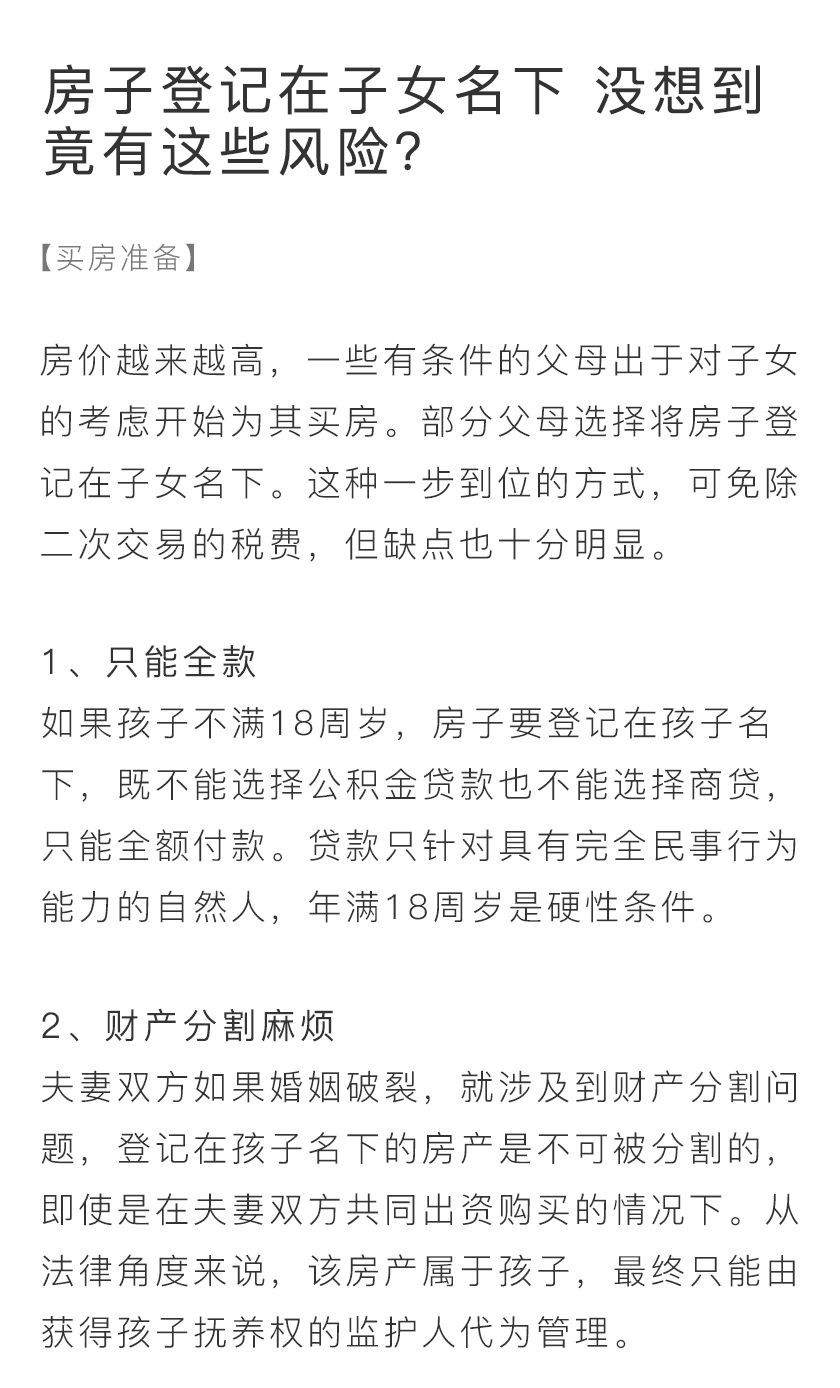 房子登记在子女名下 没想到
竟有这些风险？
【买房准备】
房价越来越高，一些有条件的父母出于对子女
的考虑开始为其买房。部分父母选择将房子登
记在子女名下。这种一步到位的方式，可免除
二次交易的税费，但缺点也十分明显。
1、只能全款
如果孩子不满18周岁，房子要登记在孩子名
下，既不能选择公积金贷款也不能选择商贷，
只能全额付款。贷款只针对具有完全民事行为
能力的自然人，年满18周岁是硬性条件。
2、财产分割麻烦
夫妻双方如果婚姻破裂，就涉及到财产分割问
题，登记在孩子名下的房产是不可被分割的，
即使是在夫妻双方共同出资购买的情况下。从
法律角度来说，该房产属于孩子，最终只能由
获得孩子抚养权的监护人代为管理。